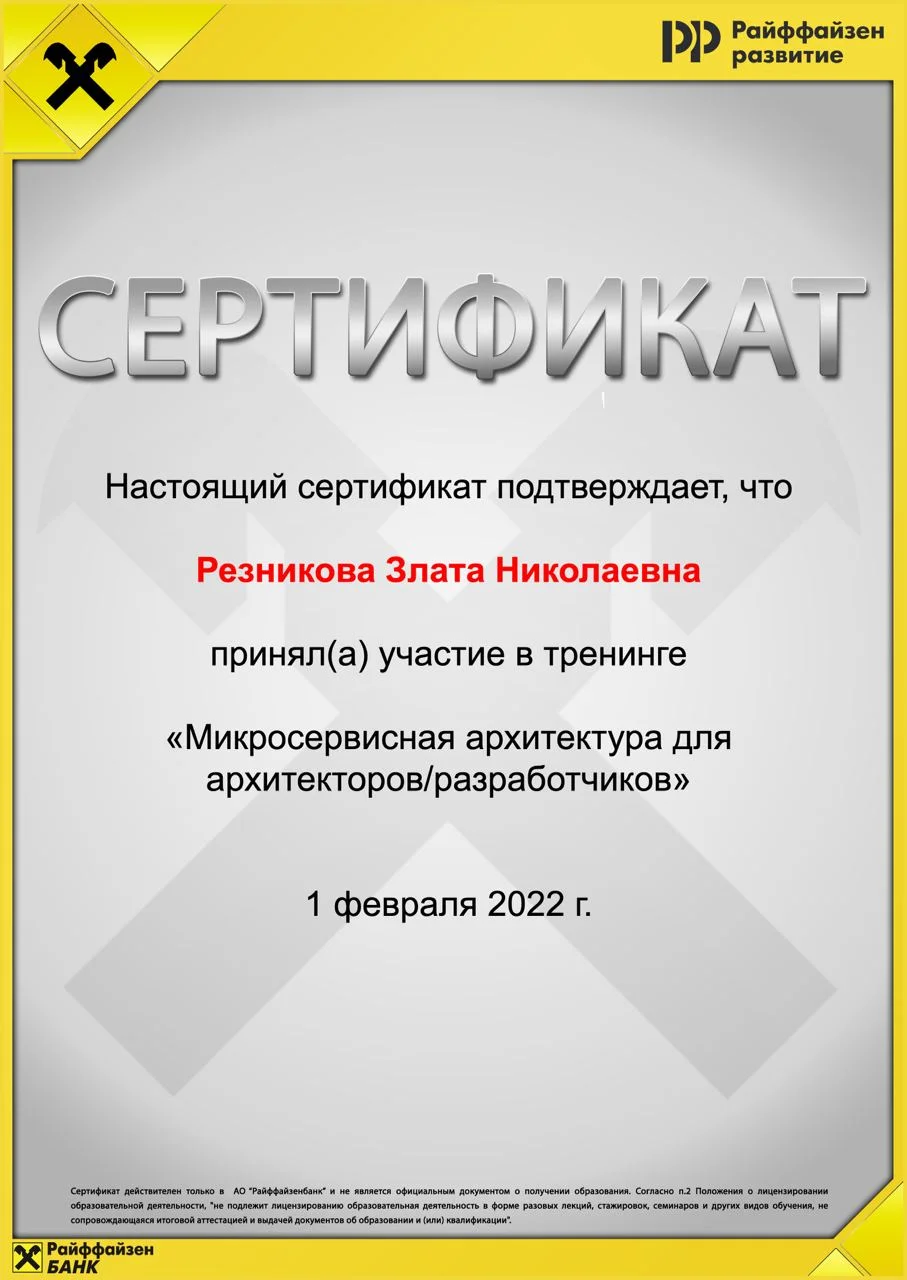 РР Райффайзен
развитие
СЕРТИФИКАТ
Настоящий сертификат подтверждает, что
Резникова Злата Николаевна
принял(а) участие в тренинге
«Микросервисная архитектура для
архитекторов/разработчиков»
1 февраля 2022 г.
Сертификат действителен только в АО "Райффайзенбанк" и не является официальным документом о получении образования. Согласно п.2 Положения о лицензировании
образовательной деятельности, "не подлежит лицензированию образовательная деятельность в форме разовых лекций, стажировок, семинаров и других видов обучения, не
сопровождающаяся итоговой аттестацией и выдачей документов об образовании и (или) квалификации".
Райффайзен
БАНК